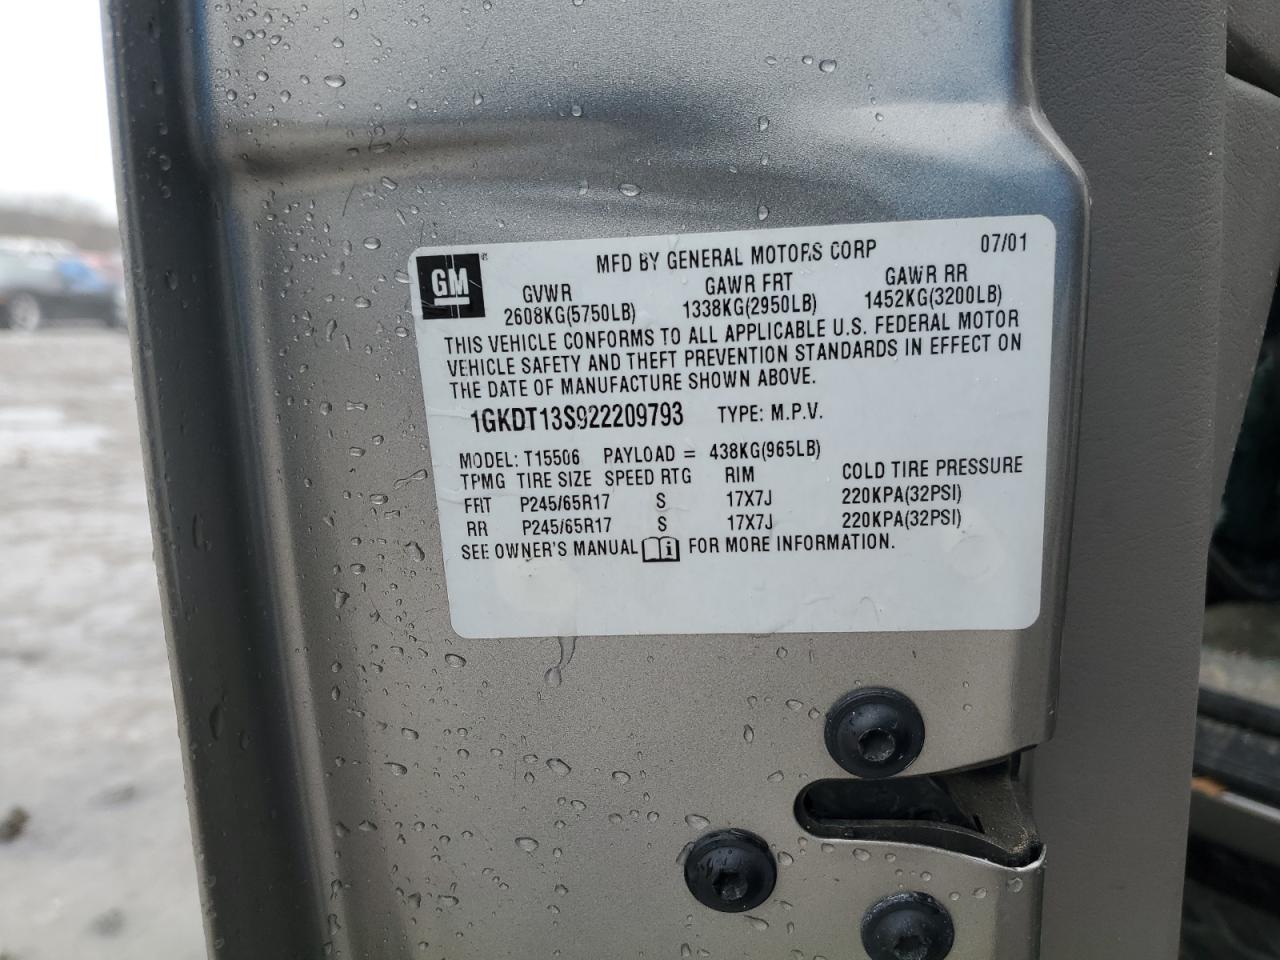 MFD BY GENERAL MOTORS CORP 07/01
GM
GVWR GAWR FRT GAWR RR
2608KG(5750LB) 1338KG(2950LB) 1452KG(3200LB)
THIS VEHICLE CONFORMS TO ALL APPLICABLE U.S. FEDERAL MOTOR
VEHICLE SAFETY AND THEFT PREVENTION STANDARDS IN EFFECT ON
THE DATE OF MANUFACTURE SHOWN ABOVE.
1GKDT13S922209793 TYPE: M.P.V.
MODEL: T15506 PAYLOAD = 438KG(965LB)
TPMG TIRE SIZE SPEED RTG RIM COLD TIRE PRESSURE
FRT P245/65R17 S 17X7J 220KPA(32PSI)
RR P245/65R17 S 17X7J 220KPA(32PSI)
SEE OWNER'S MANUAL FOR MORE INFORMATION.